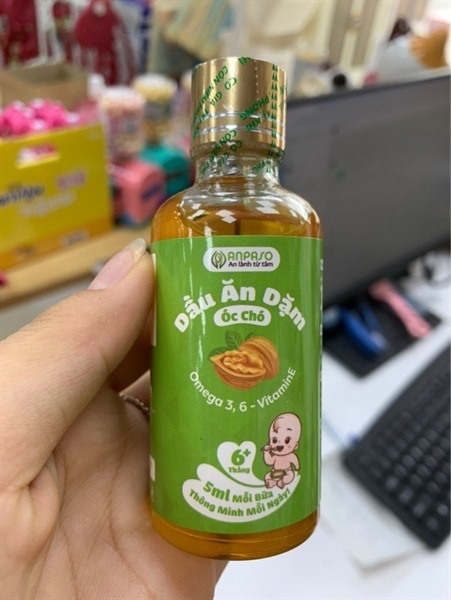 ANPASO
An lành từ tâm
Dầu Ăn Dặm
Óc Chó
Omega 3, 6 - VitaminE
6+
Tháng
5ml Mỗi Bữa
Thông Minh Mỗi Ngày!